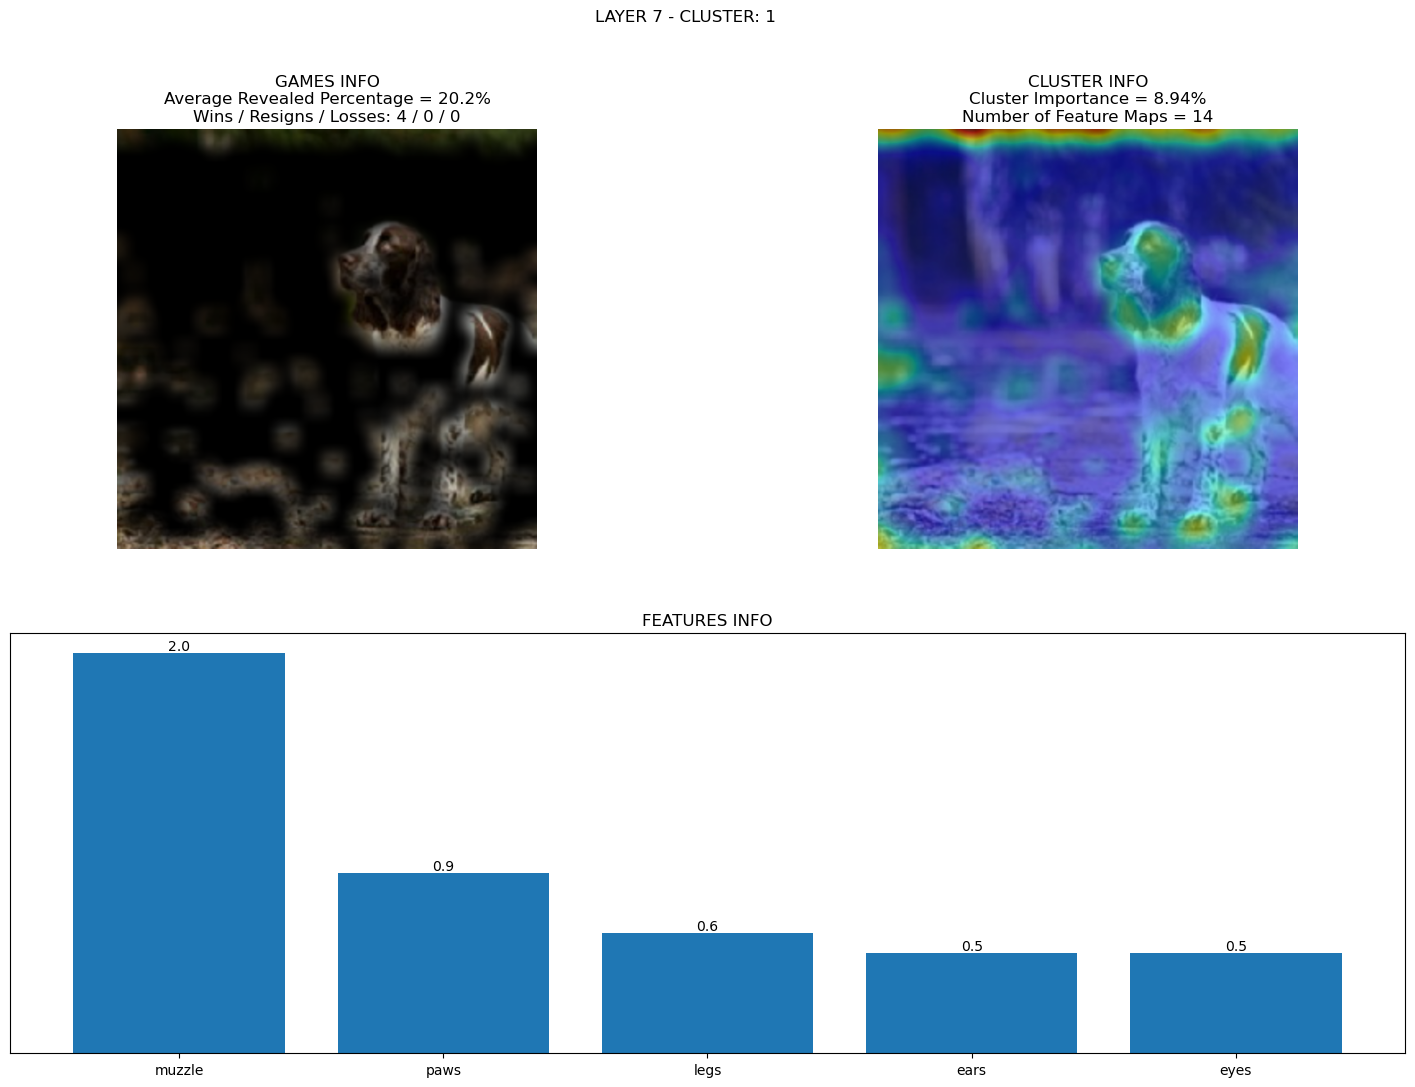 LAYER 7 - CLUSTER: 1
GAMES INFO
Average Revealed Percentage = 20.2%
Wins / Resigns / Losses: 4 / 0 / 0
CLUSTER INFO
Cluster Importance = 8.94%
Number of Feature Maps = 14
FEATURES INFO
2.0
0.9
0.6
0.5
0.5
muzzle
paws
legs
ears
eyes